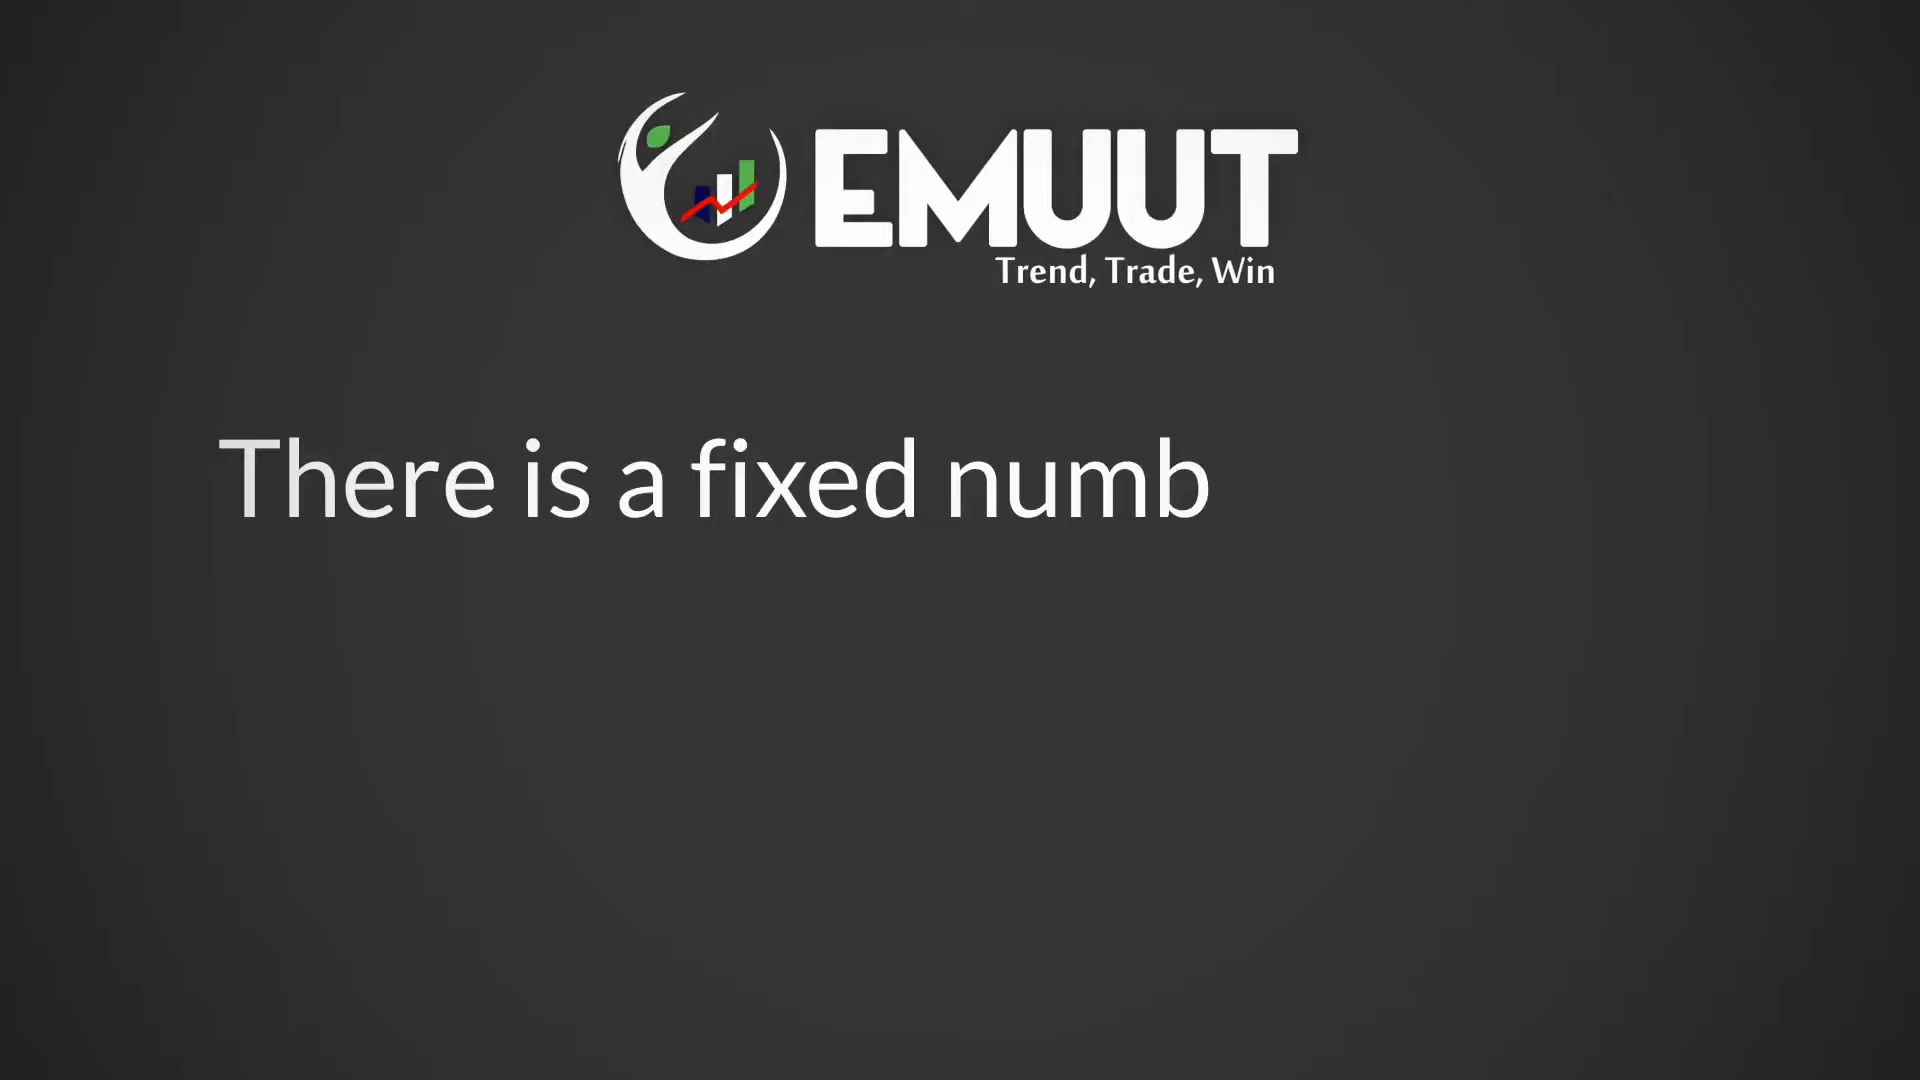 EMUUT
Trend, Trade, Win
There is a fixed numb